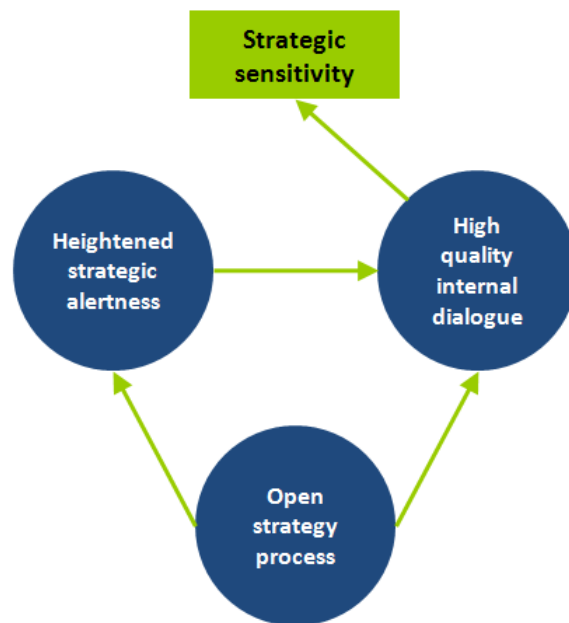 Strategic
sensitivity
Heightened
strategic
alertness
High
quality
internal
dialogue
Open
strategy
process